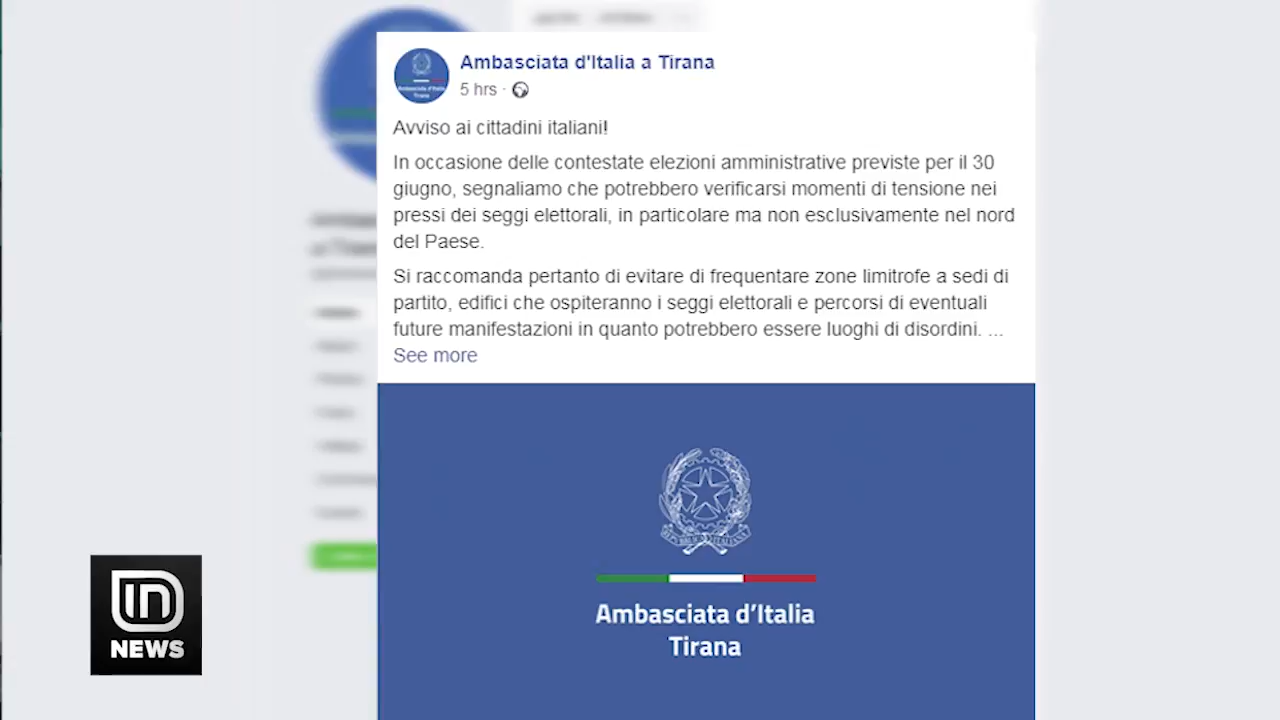 Ambasciata d'Italia a Tirana
5 hrs ·
Avviso ai cittadini italiani!
In occasione delle contestate elezioni amministrative previste per il 30
giugno, segnaliamo che potrebbero verificarsi momenti di tensione nei
pressi dei seggi elettorali, in particolare ma non esclusivamente nel nord
del Paese.
Si raccomanda pertanto di evitare di frequentare zone limitrofe a sedi di
partito, edifici che ospiteranno i seggi elettorali e percorsi di eventuali
future manifestazioni in quanto potrebbero essere luoghi di disordini. ...
See more
REPVBBLICA ITALIANA
Ambasciata d'Italia
Tirana
IN
NEWS